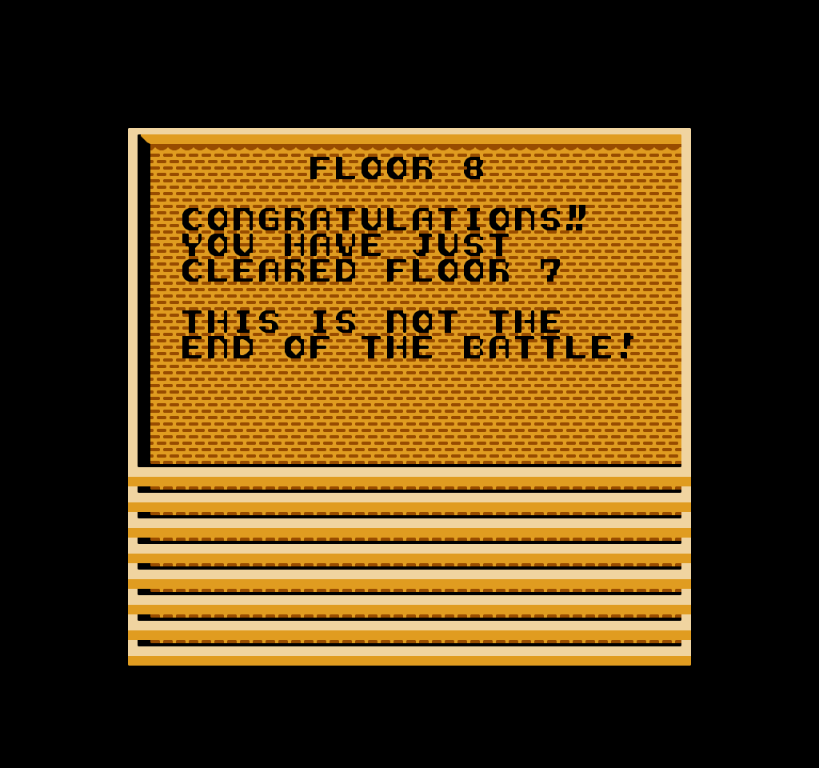 FLOOR 8
CONGRATULATIONS!!
YOU HAVE JUST
CLEARED FLOOR 7
THIS IS NOT THE
END OF THE BATTLE!